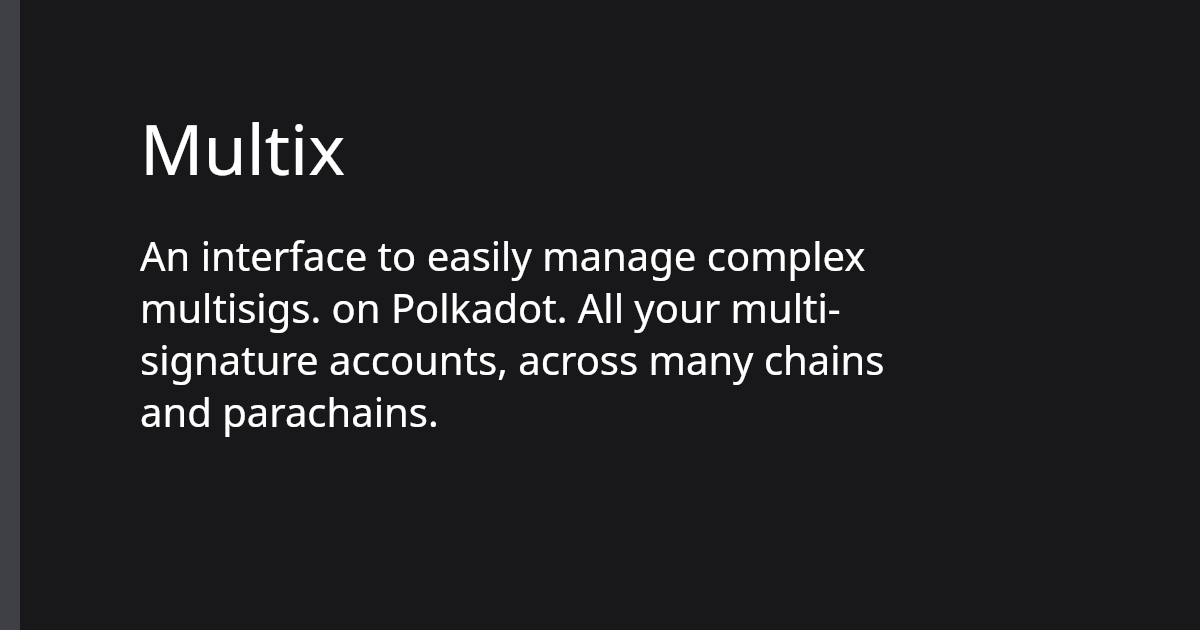 Multix
An interface to easily manage complex
multisigs. on Polkadot. All your multi-
signature accounts, across many chains
and parachains.